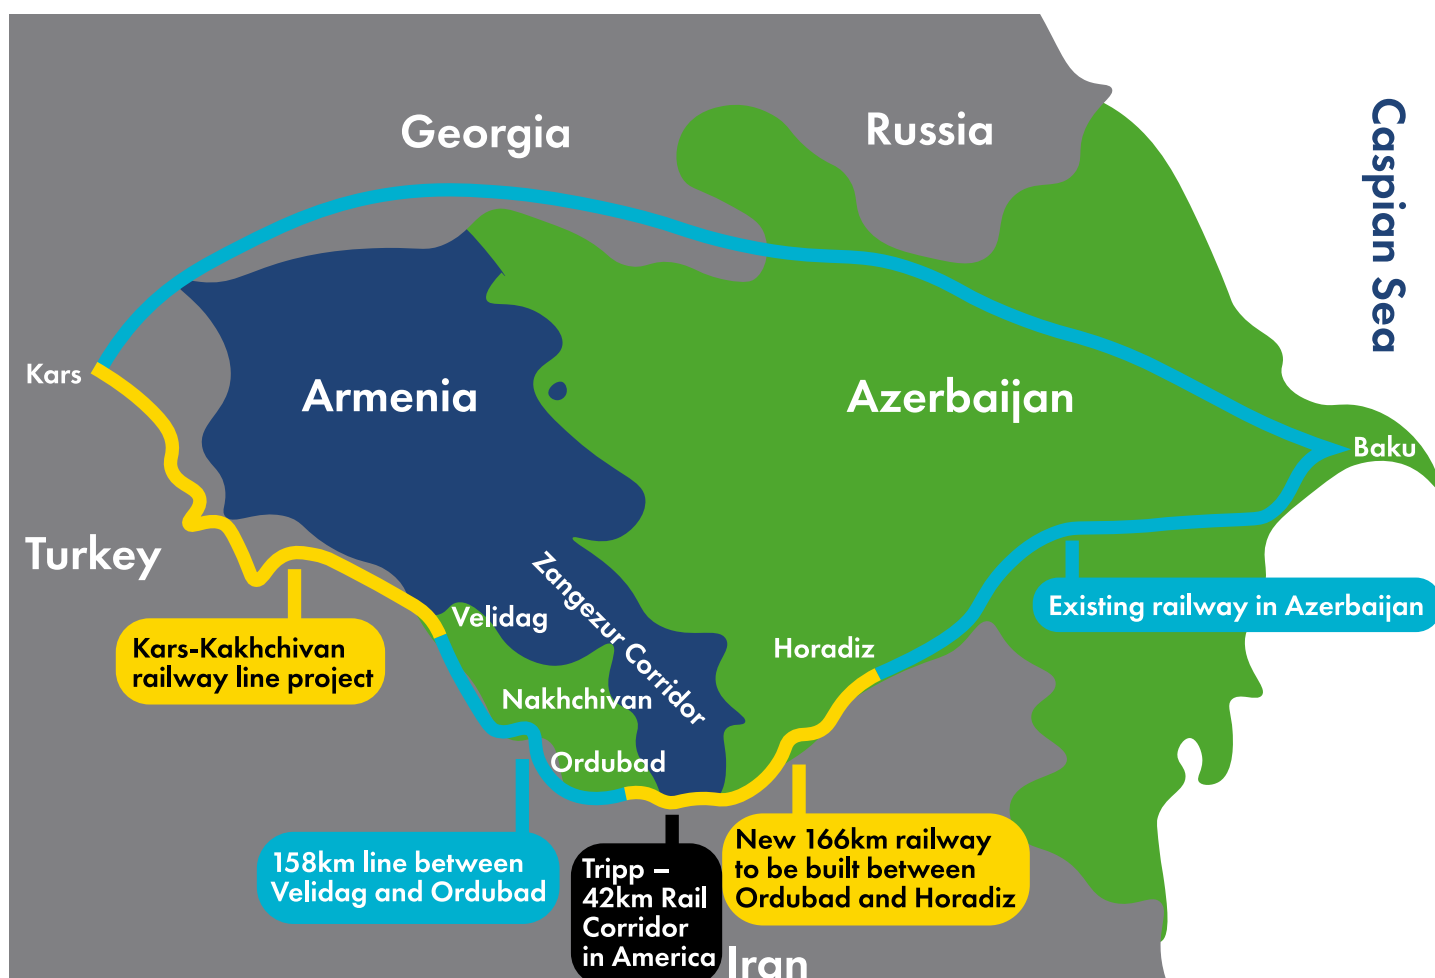 Georgia
Russia
Caspian Sea
Kars
Armenia
Azerbaijan
Baku
Turkey
Zangezur Corridor
Existing railway in Azerbaijan
Velidag
Kars-Kakhchivan
railway line project
Horadiz
Nakhchivan
Ordubad
158km line between
Velidag and Ordubad
Tripp –
42km Rail
Corridor
in America
New 166km railway
to be built between
Ordubad and Horadiz
Iran